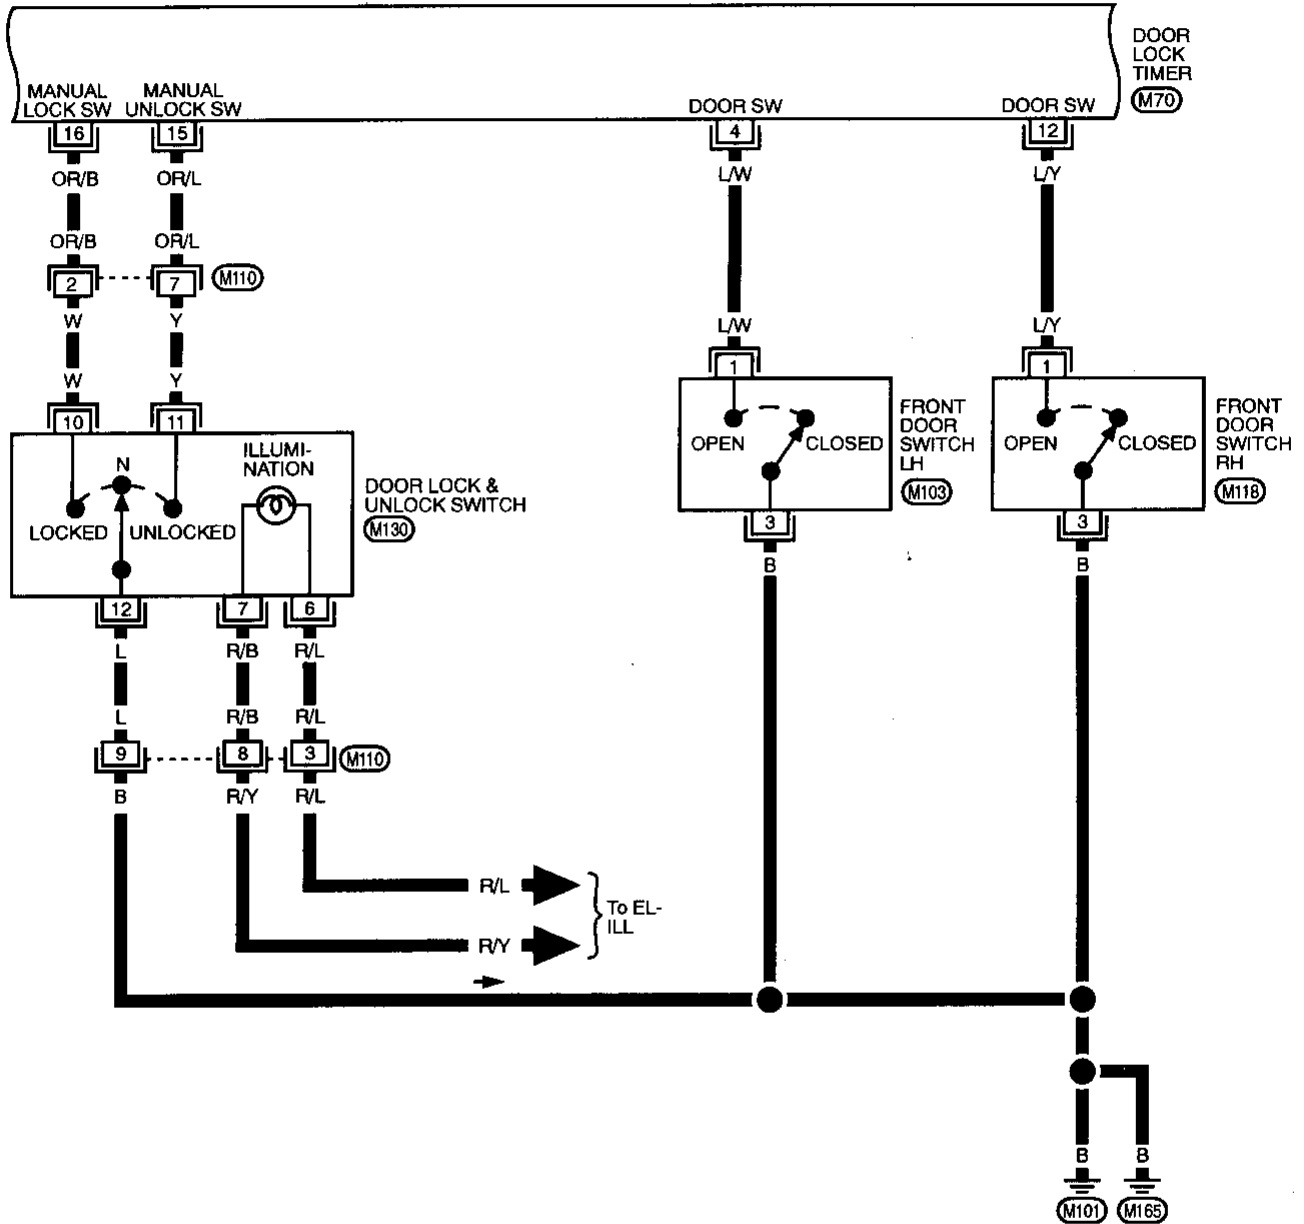 DOOR
LOCK
TIMER
M70
MANUAL
LOCK SW
MANUAL
UNLOCK SW
DOOR SW
DOOR SW
16
15
4
12
OR/B
OR/L
L/W
L/Y
OR/B
OR/L
2
7
M110
W
Y
L/W
L/Y
W
Y
1
1
10
11
FRONT
DOOR
SWITCH
LH
M103
FRONT
DOOR
SWITCH
RH
M118
OPEN
CLOSED
OPEN
CLOSED
ILLUMI-
NATION
N
LOCKED
UNLOCKED
DOOR LOCK &
UNLOCK SWITCH
M130
3
3
B
B
12
7
6
L
R/B
R/L
L
R/B
R/L
9
8
3
M110
B
R/Y
R/L
R/L
R/Y
To EL-
ILL
B
B
M101
M165